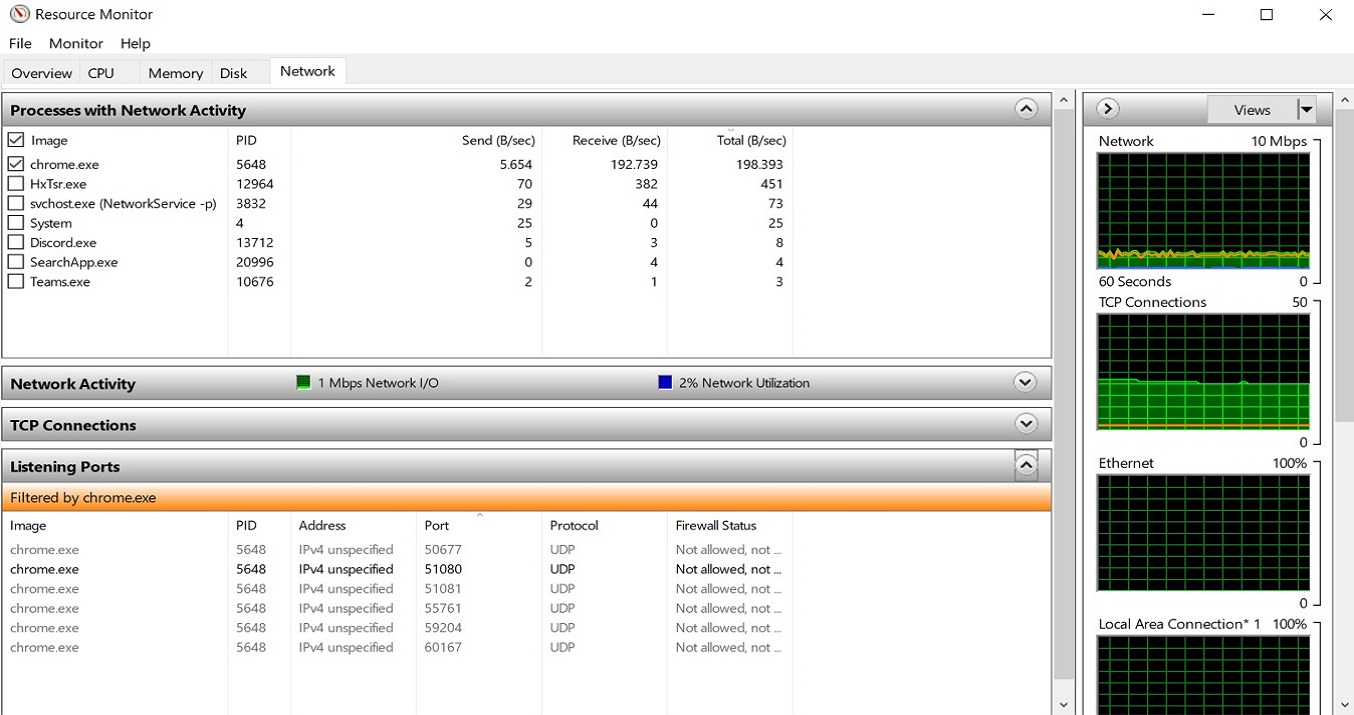 Resource Monitor
File Monitor Help
Overview CPU Memory Disk Network
Processes with Network Activity
Image PID Send (B/sec) Receive (B/sec) Total (B/sec)
chrome.exe 5648 5.654 192.739 198.393
HxTsr.exe 12964 70 382 451
svchost.exe (NetworkService -p) 3832 29 44 73
System 4 25 0 25
Discord.exe 13712 5 3 8
SearchApp.exe 20996 0 4 4
Teams.exe 10676 2 1 3
Network Activity 1 Mbps Network I/O 2% Network Utilization
TCP Connections
Listening Ports
Filtered by chrome.exe
Image PID Address Port Protocol Firewall Status
chrome.exe 5648 IPv4 unspecified 50677 UDP Not allowed, not ...
chrome.exe 5648 IPv4 unspecified 51080 UDP Not allowed, not ...
chrome.exe 5648 IPv4 unspecified 51081 UDP Not allowed, not ...
chrome.exe 5648 IPv4 unspecified 55761 UDP Not allowed, not ...
chrome.exe 5648 IPv4 unspecified 59204 UDP Not allowed, not ...
chrome.exe 5648 IPv4 unspecified 60167 UDP Not allowed, not ...
Views
Network 10 Mbps
60 Seconds 0
TCP Connections 50
0
Ethernet 100%
0
Local Area Connection* 1 100%